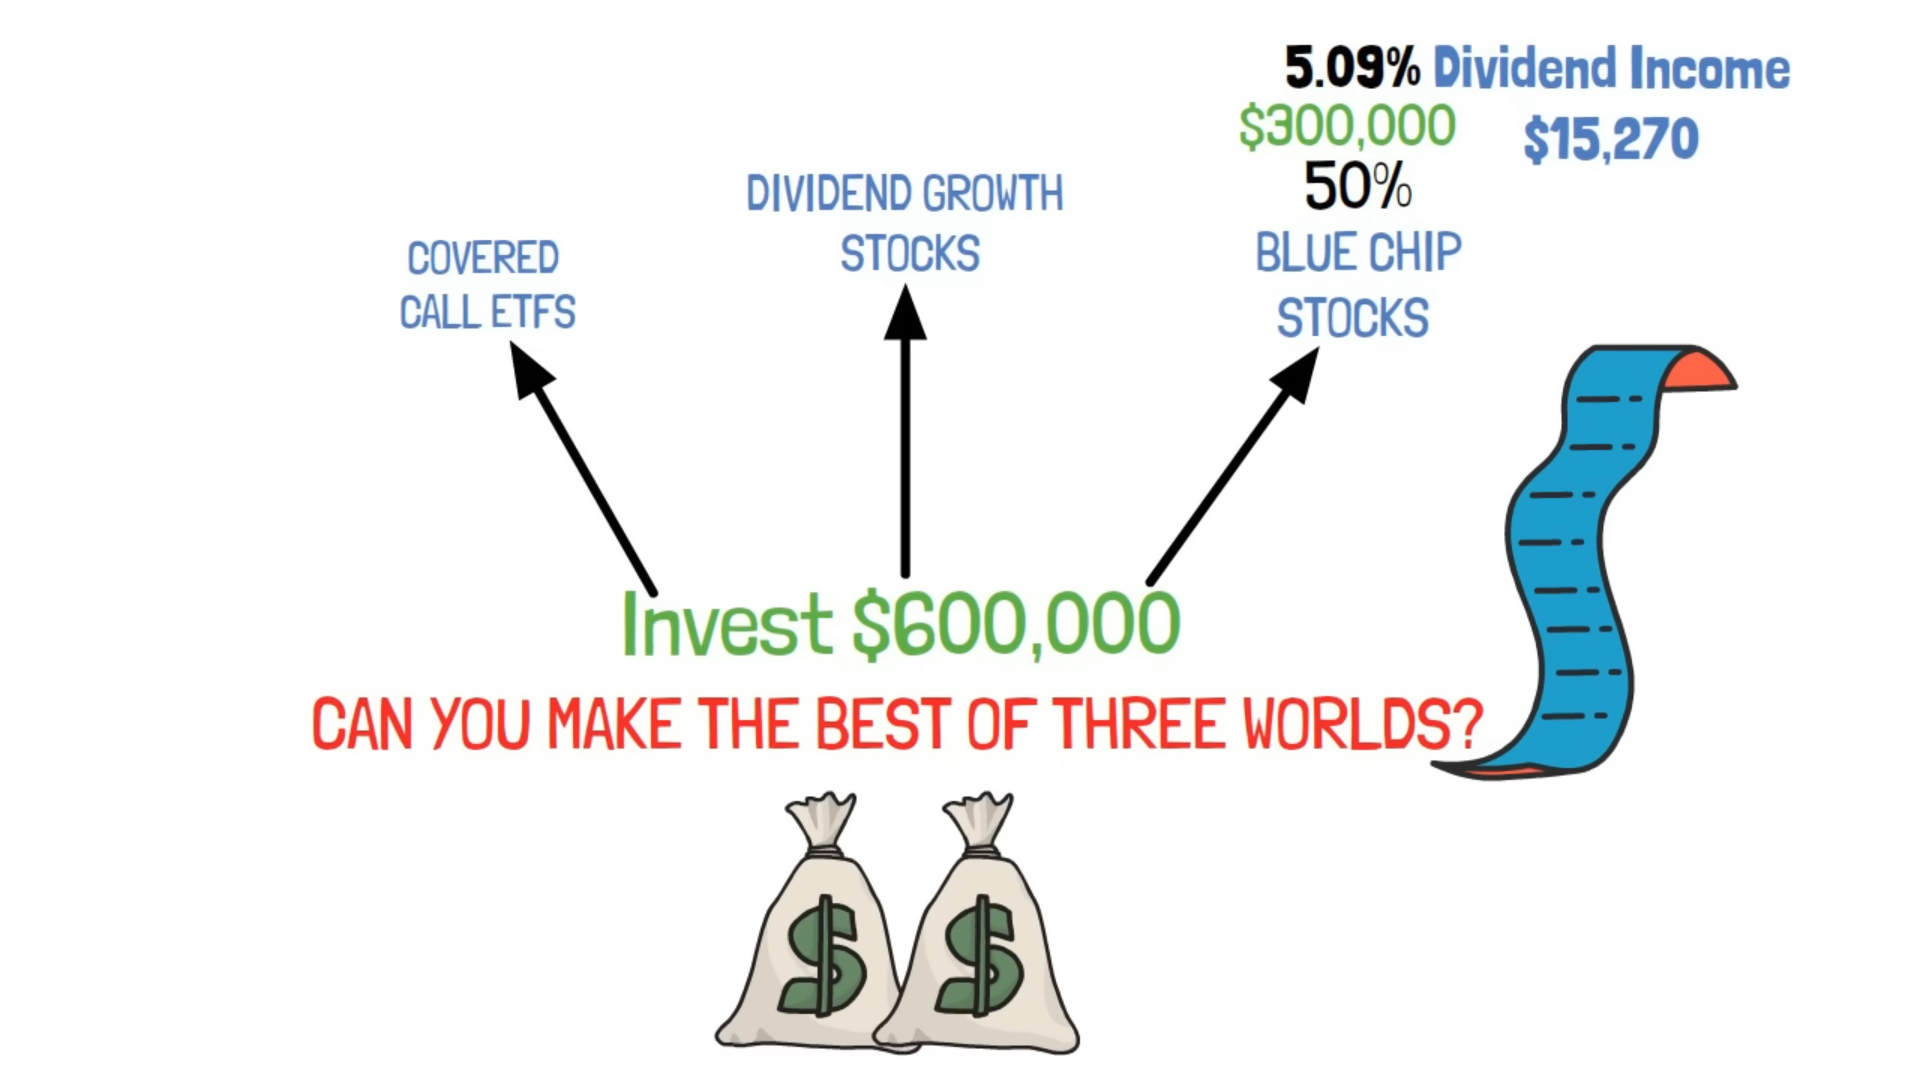 5.09% Dividend Income
$300,000
$15,270
50%
DIVIDEND GROWTH
STOCKS
BLUE CHIP
STOCKS
COVERED
CALL ETFS
Invest $600,000
CAN YOU MAKE THE BEST OF THREE WORLDS?
$ $